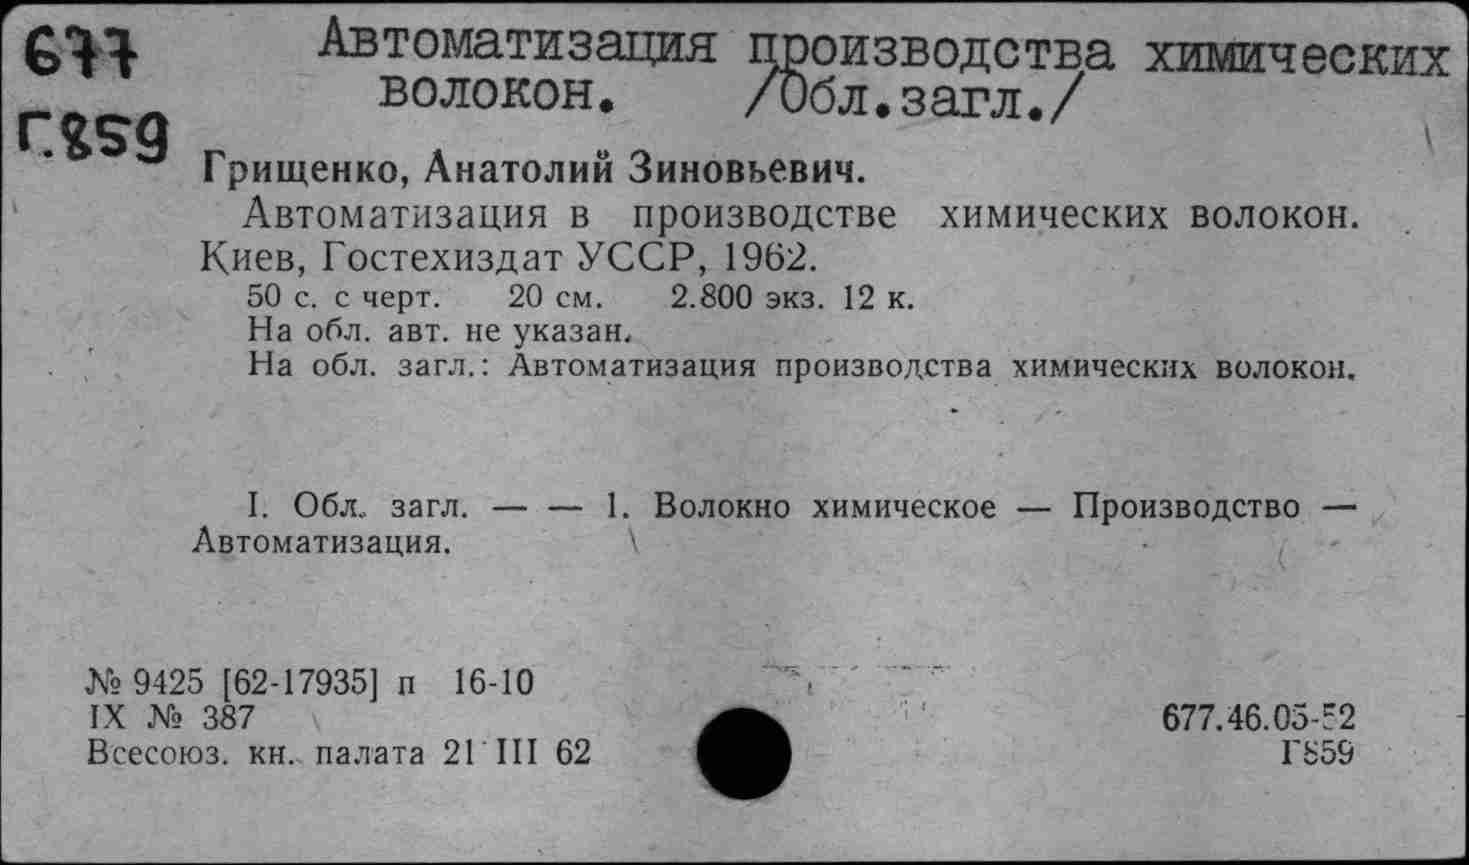 677 Автоматизация производства химических
волокон. /Обл.загл./
Г.859
Грищенко, Анатолий Зиновьевич.
Автоматизация в производстве химических волокон.
Киев, Гостехиздат УССР, 1962.
50 с. с черт. 20 см. 2.800 экз. 12 к.
На обл. авт. не указан.
На обл. загл.: Автоматизация производства химических волокон.
I. Обл. загл. — — 1. Волокно химическое — Производство —
Автоматизация.
№ 9425 [62-17935] п 16-10
IX № 387
677.46.05-52
Всесоюз. кн. палата 21 III 62
Г859